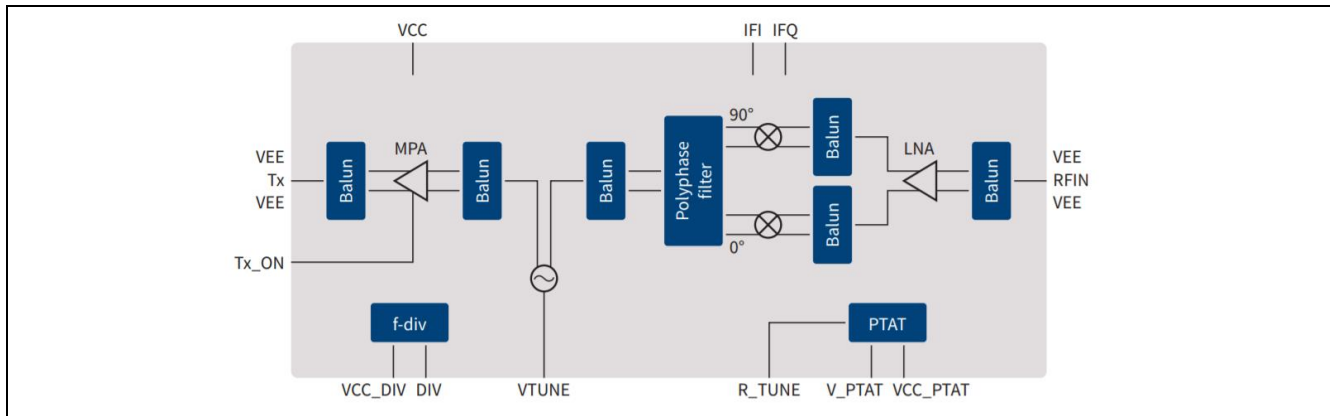 VCC
IFI IFQ
90°
MPA
LNA
VEE
Tx
VEE
Balun
Balun
Balun
Polyphase
filter
Balun
Balun
Balun
VEE
RFIN
VEE
0°
Tx_ON
f-div
PTAT
VCC_DIV DIV
VTUNE
R_TUNE
V_PTAT VCC_PTAT